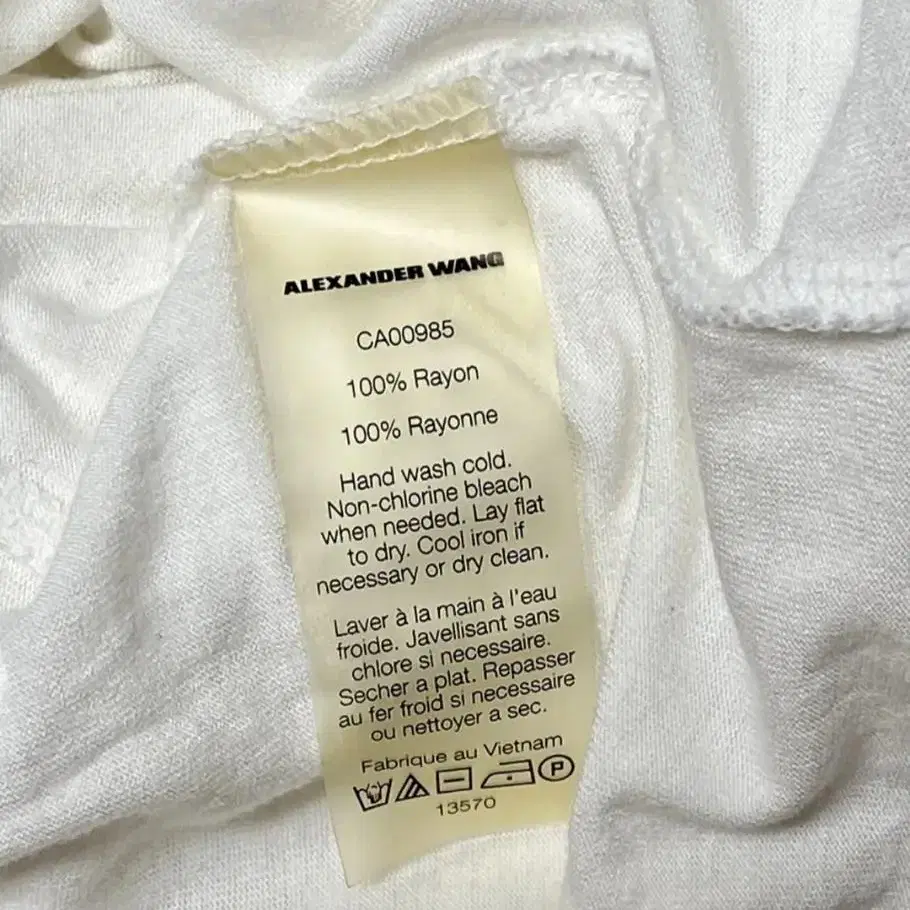 ALEXANDER WANG
CA00985
100% Rayon
100% Rayonne
Hand wash cold.
Non-chlorine bleach
when needed. Lay flat
to dry. Cool iron if
necessary or dry clean.
Laver à la main à l'eau
froide. Javellisant sans
chlore si necessaire.
Secher a plat. Repasser
au fer froid si necessaire
ou nettoyer a sec.
Fabrique au Vietnam
P
13570